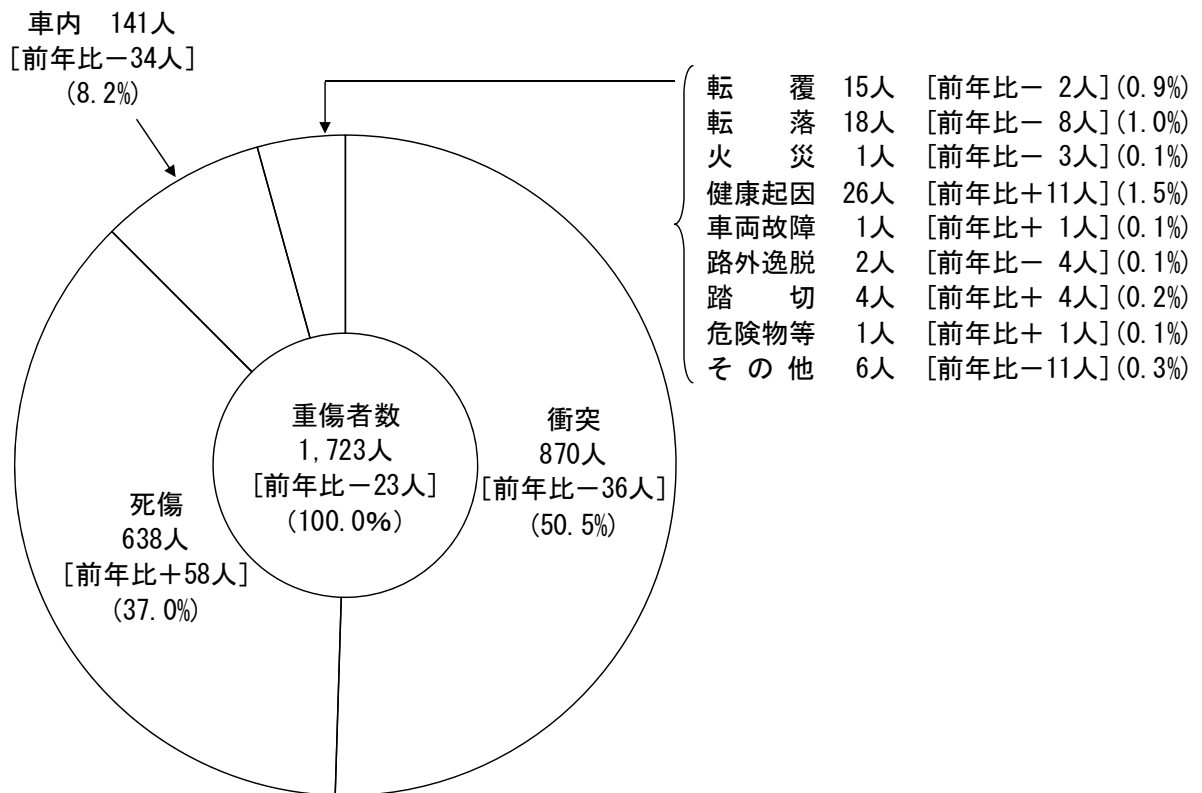 車内　141人
[前年比－34人]
(8.2%)
転　　覆　15人　[前年比－ 2人](0.9%)
転　　落　18人　[前年比－ 8人](1.0%)
火　　災　 1人　[前年比－ 3人](0.1%)
健康起因　26人　[前年比＋11人](1.5%)
車両故障　 1人　[前年比＋ 1人](0.1%)
路外逸脱　 2人　[前年比－ 4人](0.1%)
踏　　切　 4人　[前年比＋ 4人](0.2%)
危険物等　 1人　[前年比＋ 1人](0.1%)
そ の 他　 6人　[前年比－11人](0.3%)
重傷者数
1,723人
[前年比－23人]
(100.0%)
衝突
870人
[前年比－36人]
(50.5%)
死傷
638人
[前年比＋58人]
(37.0%)